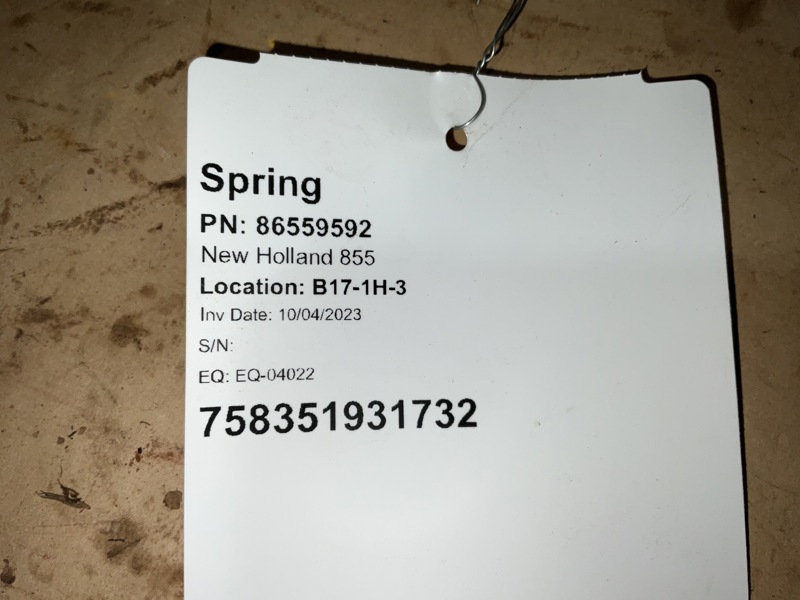 Spring
PN: 86559592
New Holland 855
Location: B17-1H-3
Inv Date: 10/04/2023
S/N:
EQ: EQ-04022
758351931732